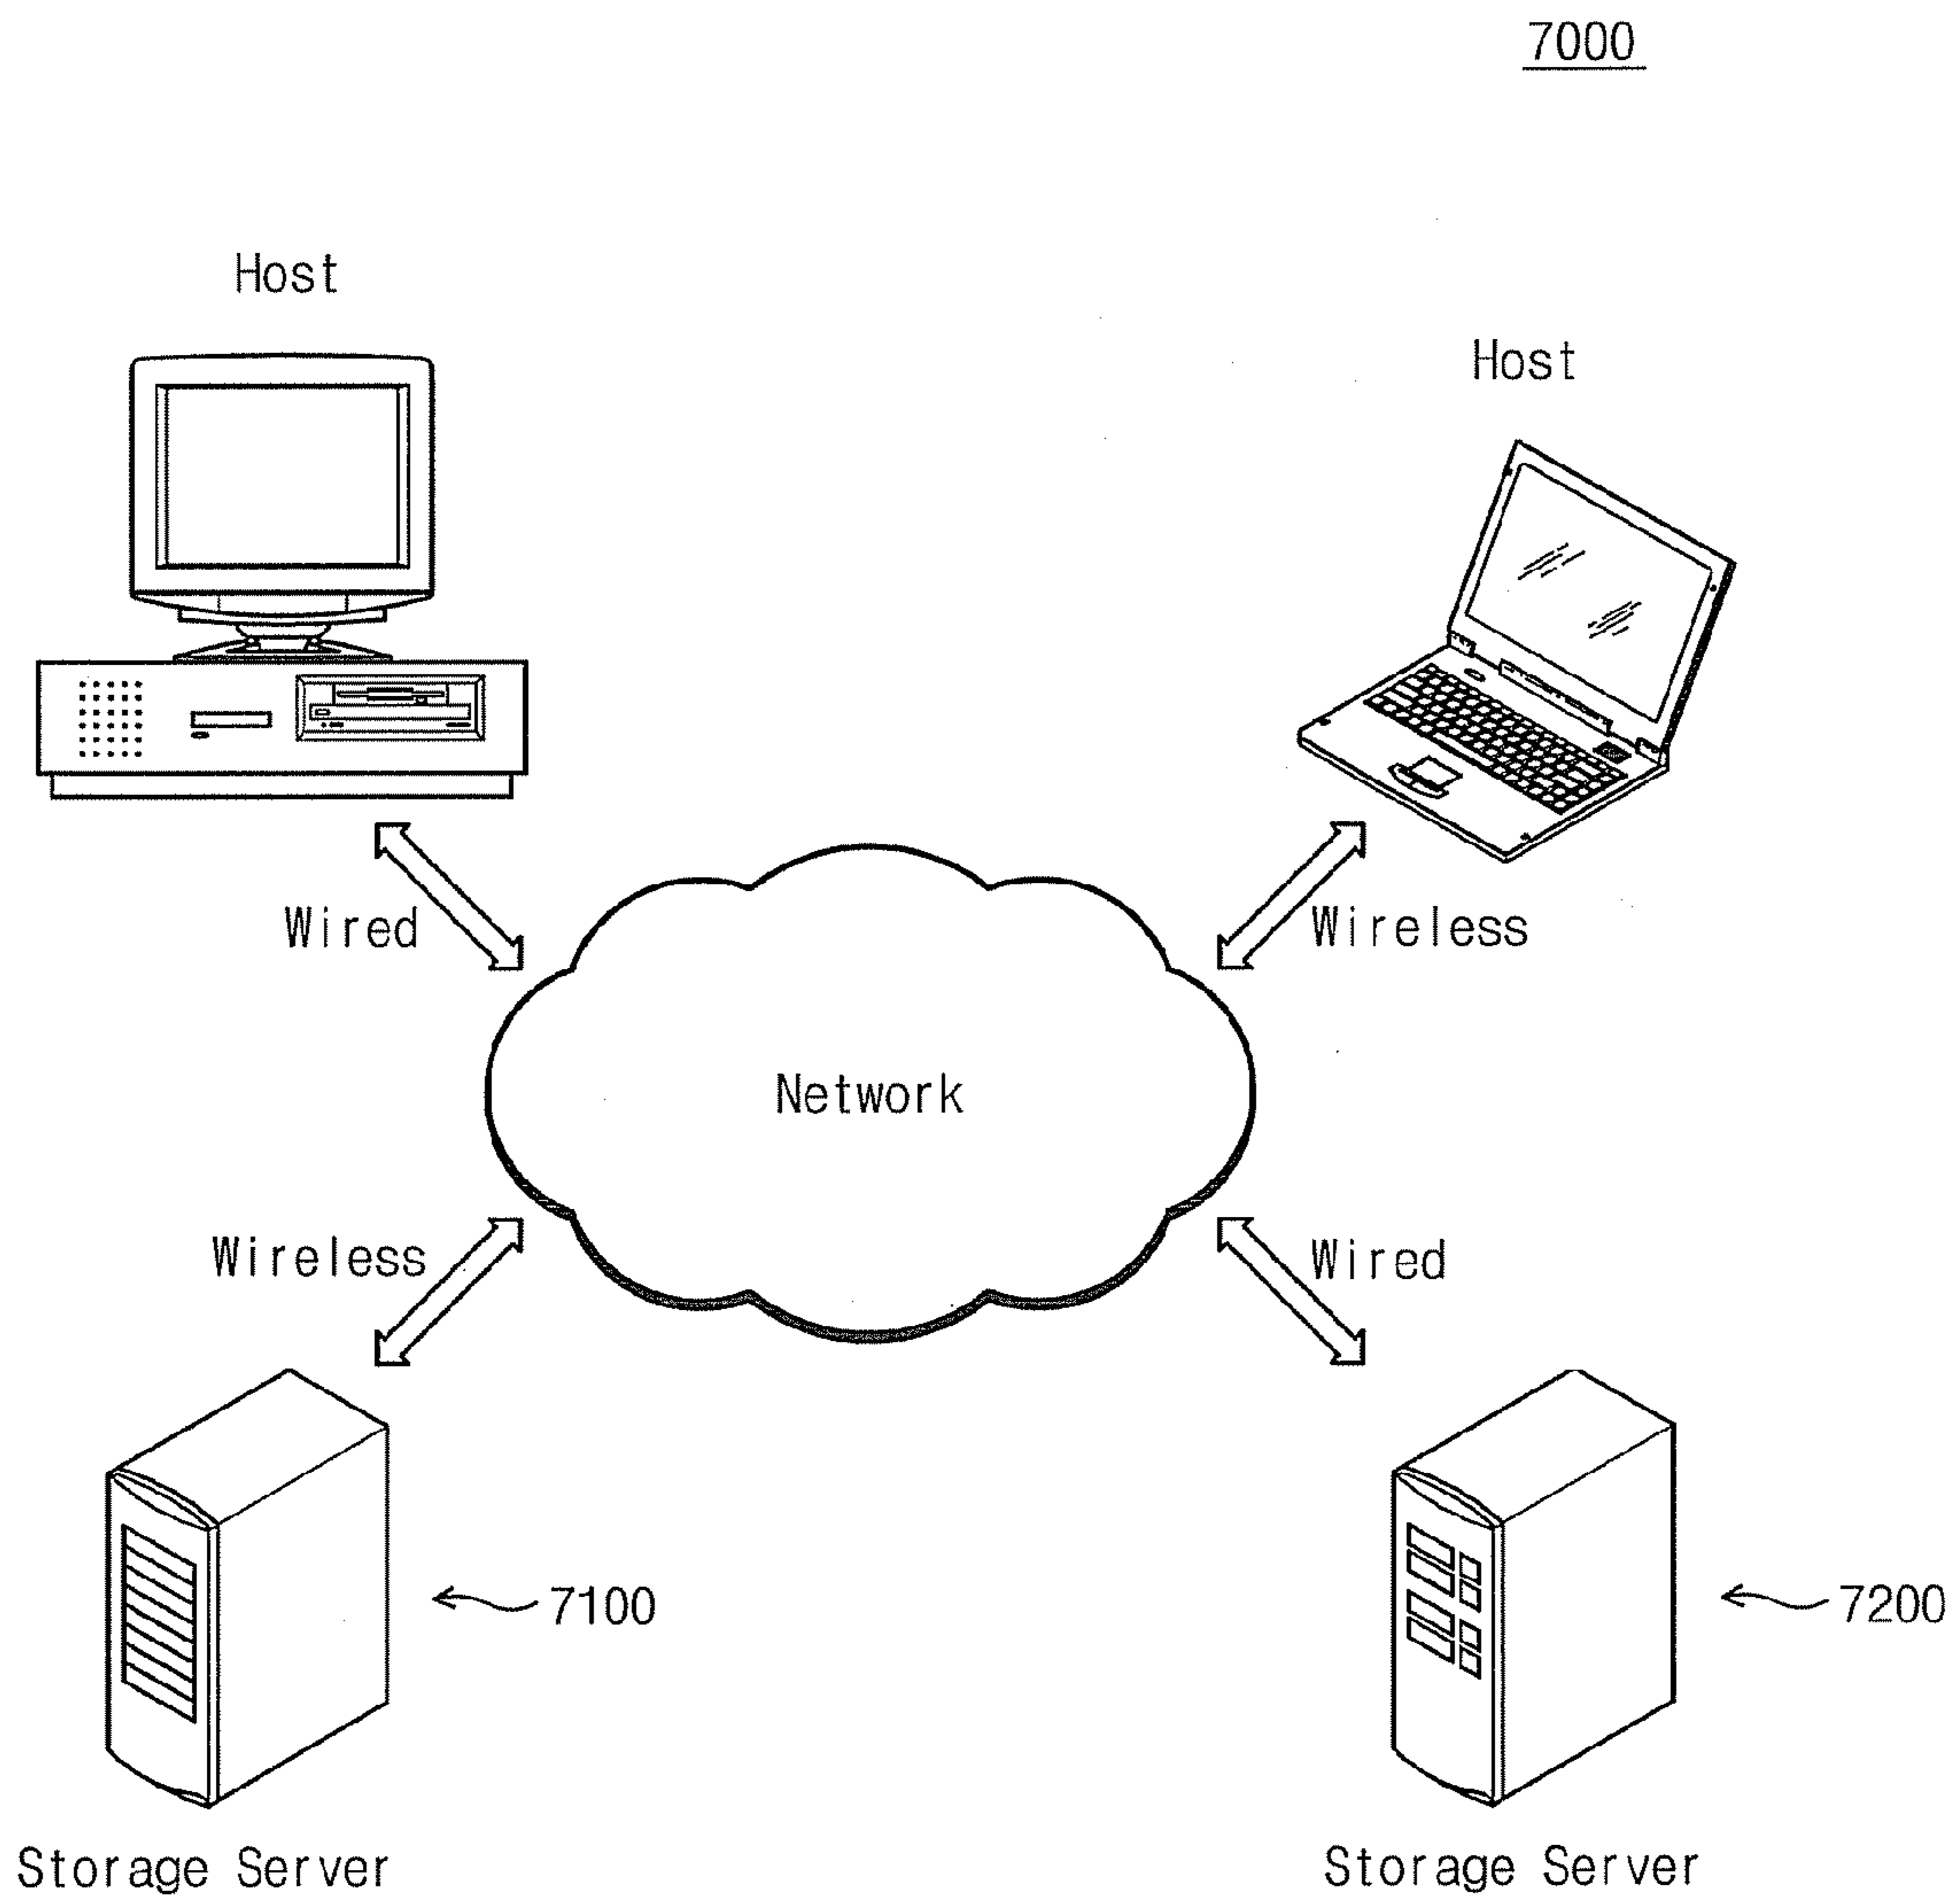 7000
Host
Host
Wired
Wireless
Network
Wireless
Wired
7100
7200
Storage Server
Storage Server